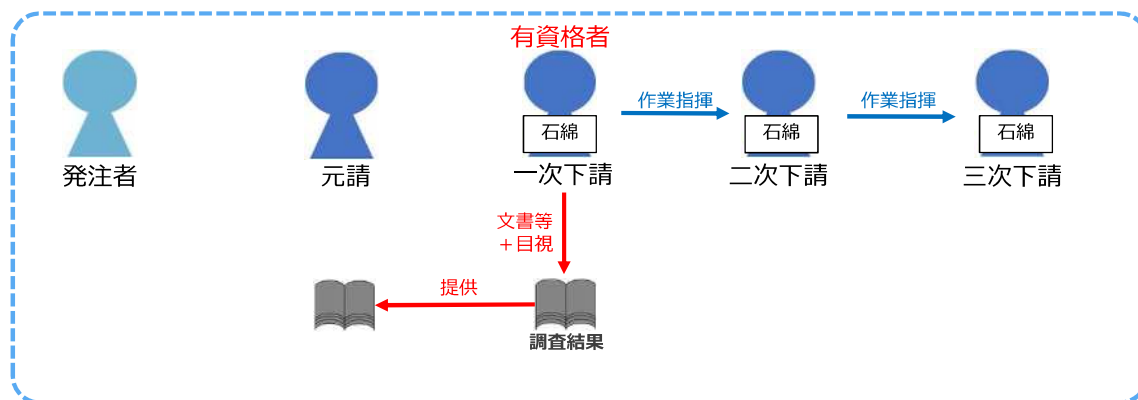 有資格者
作業指揮
作業指揮
石綿
石綿
石綿
発注者
元請
一次下請
二次下請
三次下請
文書等
＋目視
提供
調査結果